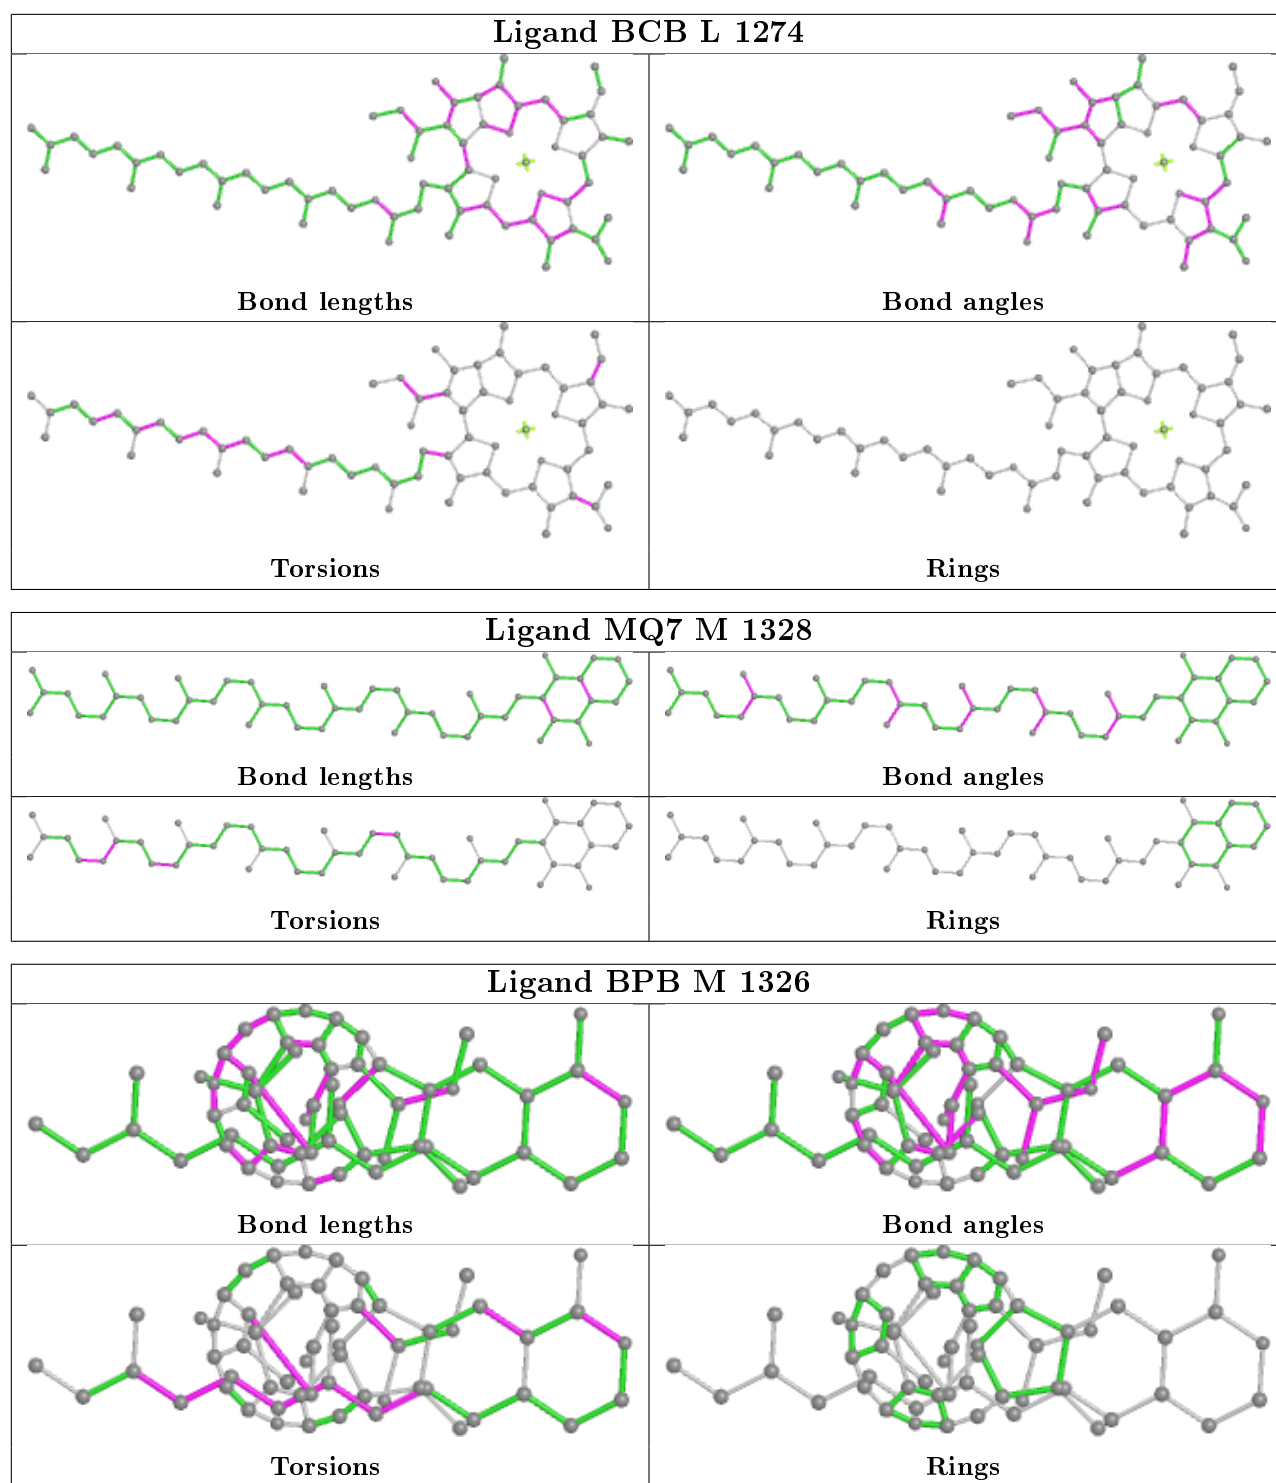 Ligand BCB L 1274
Bond lengths
Bond angles
Torsions
Rings
Ligand MQ7 M 1328
Bond lengths
Bond angles
Torsions
Rings
Ligand BPB M 1326
Bond lengths
Bond angles
Torsions
Rings